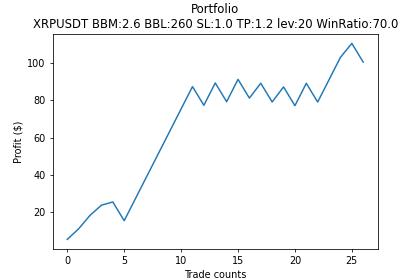 Portfolio
XRPUSDT BBM:2.6 BBL:260 SL:1.0 TP:1.2 lev:20 WinRatio:70.0
100
80
60
40
20
Profit ($)
0 5 10 15 20 25
Trade counts